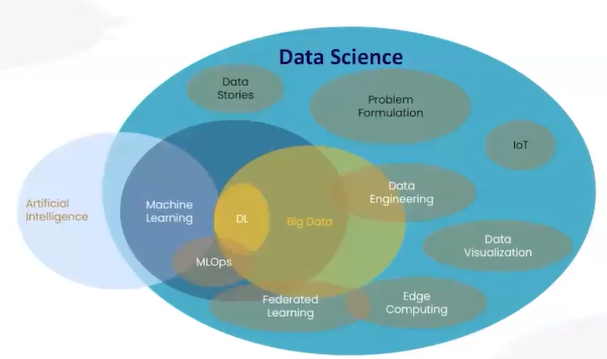 Data Science
Data
Stories
Problem
Formulation
IoT
Artificial
Intelligence
Machine
Learning
DL
Big Data
Data
Engineering
MLOps
Data
Visualization
Federated
Learning
Edge
Computing